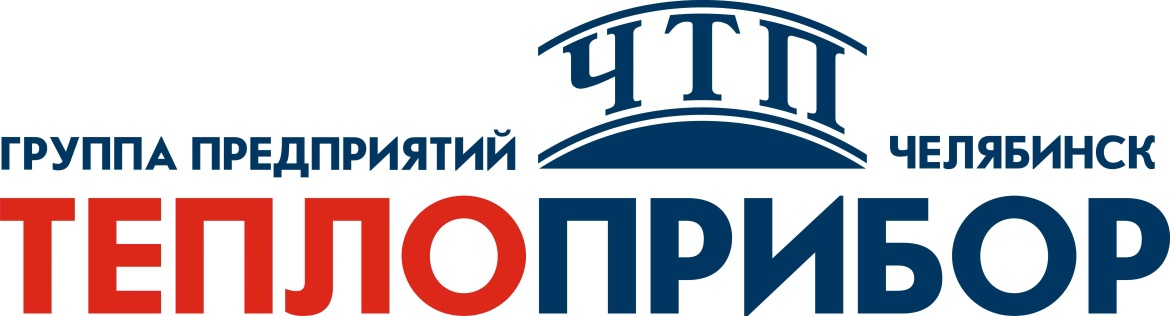 ЧТП
ГРУППА ПРЕДПРИЯТИЙ ЧЕЛЯБИНСК
ТЕПЛОПРИБОР